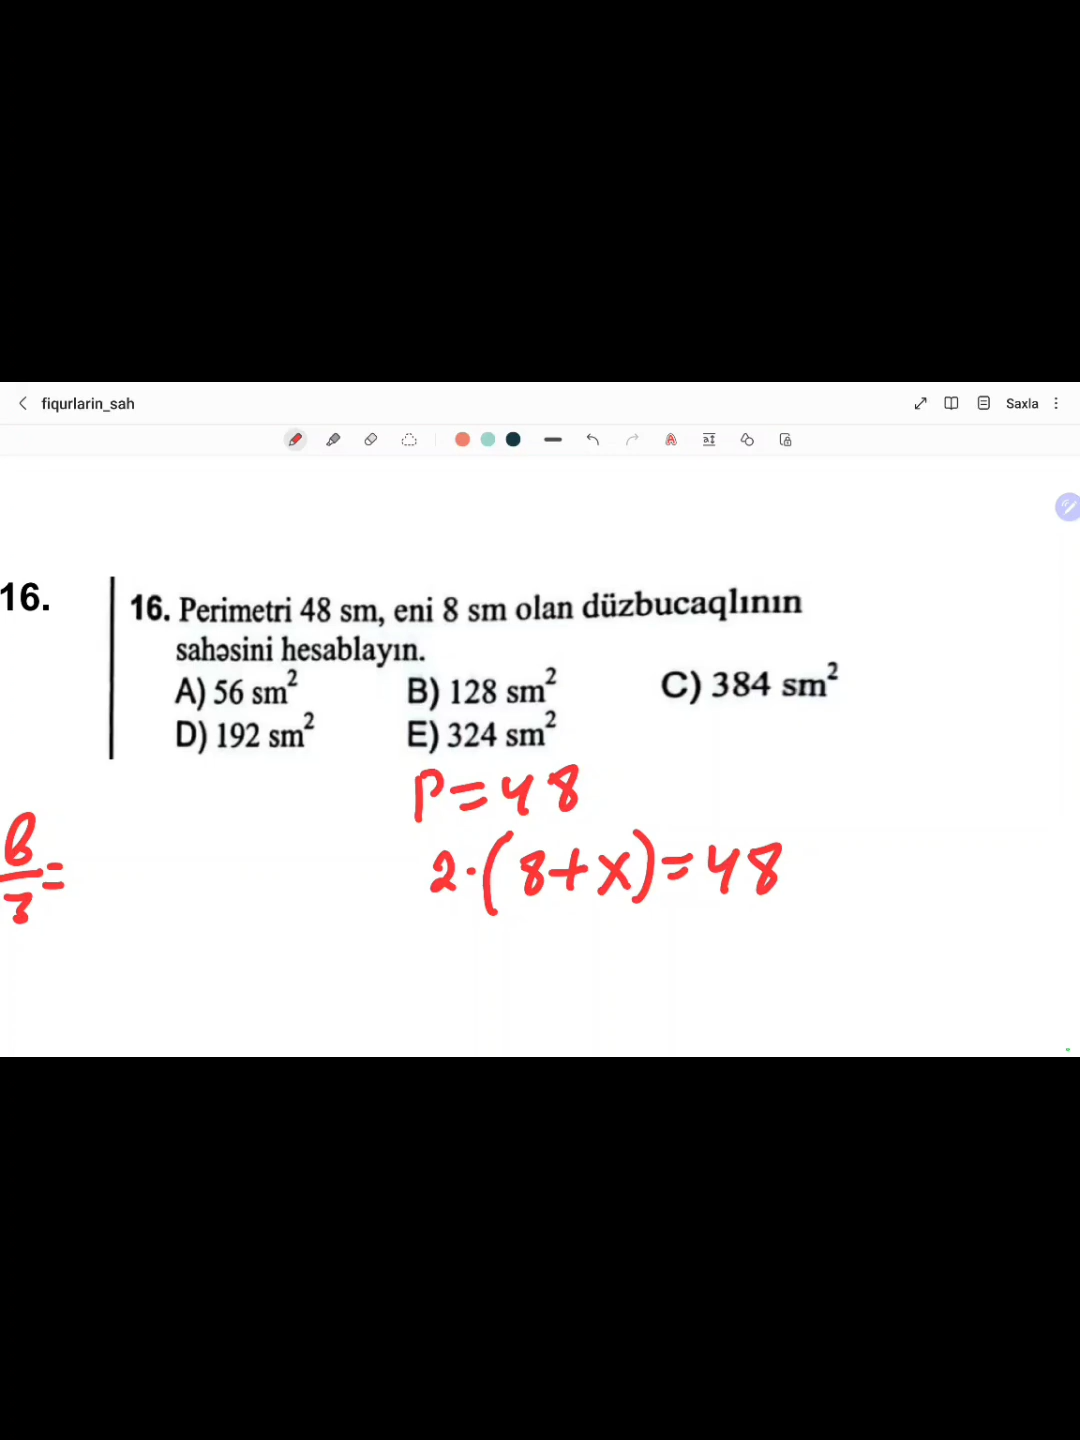 fiqurlarin_sah
Saxla
16.
16. Perimetri 48 sm, eni 8 sm olan düzbucaqlının
sahəsini hesablayın.
A) 56 sm² B) 128 sm² C) 384 sm²
D) 192 sm² E) 324 sm²
P=48
2·(8+x)=48
B/3=